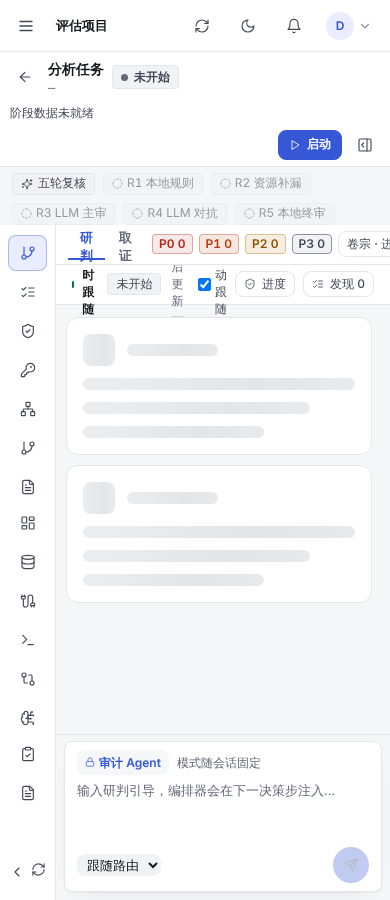 评估项目
D
分析任务
–
未开始
阶段数据未就绪
启动
五轮复核 R1 本地规则 R2 资源补漏
R3 LLM 主审 R4 LLM 对抗 R5 本地终审
研判 取证 P0 0 P1 0 P2 0 P3 0 卷宗 · 进
时跟随 未开始 后更新 动跟随 进度 发现 0
审计 Agent 模式随会话固定
输入研判引导，编排器会在下一决策步注入...
跟随路由